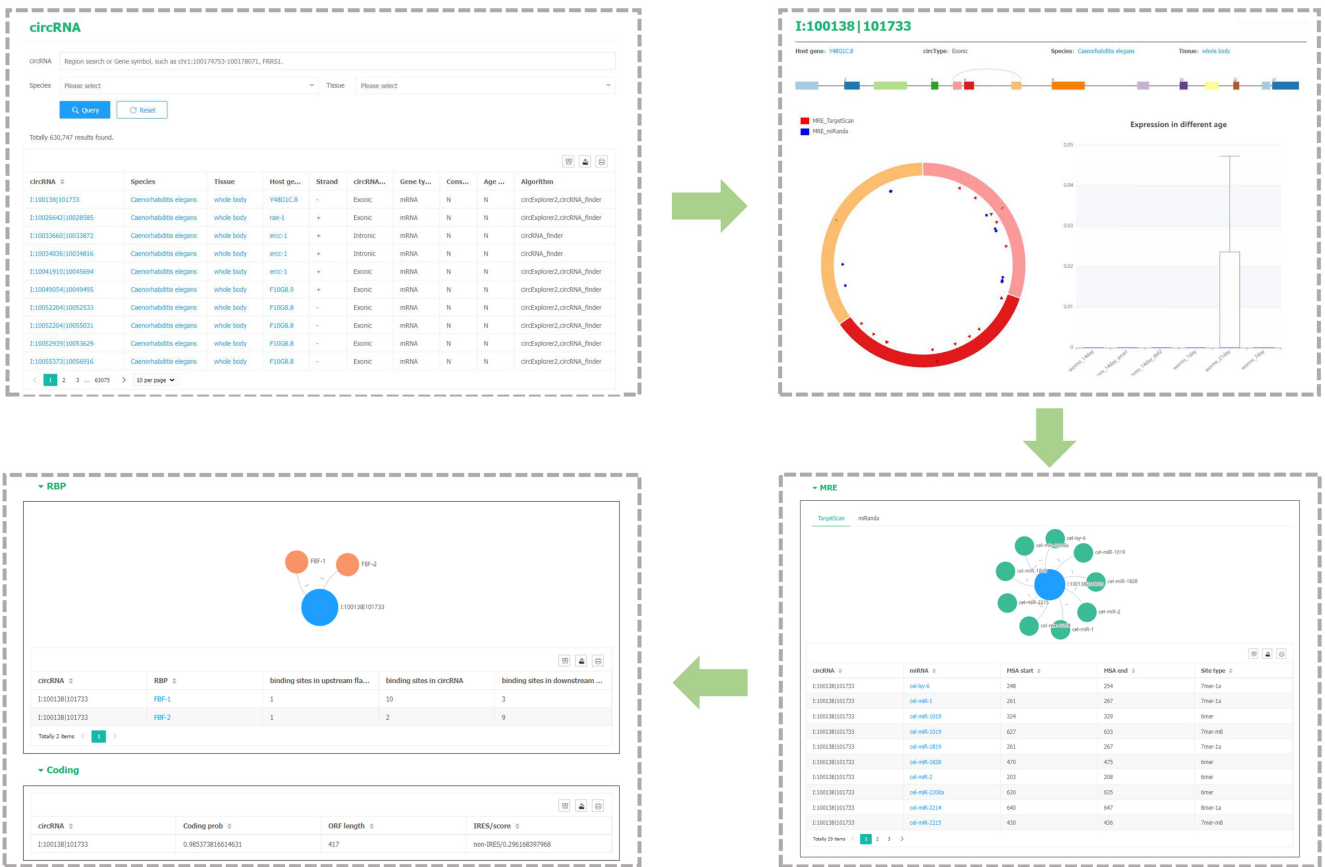 circRNA
circRNA Region search or Gene symbol, such as chr1:100174753-100178071, FRRS1.
Species Please select Tissue Please select
Query Reset
Totally 630,747 results found.
circRNA Species Tissue Host ge... Strand circRNA... Gene ty... Cons... Age ... Algorithm
I:100138|101733 Caenorhabditis elegans whole body Y48G1C.8 - Exonic mRNA N N circExplorer2,circRNA_finder
I:10026642|10028585 Caenorhabditis elegans whole body rae-1 + Exonic mRNA N N circExplorer2,circRNA_finder
I:10033660|10033872 Caenorhabditis elegans whole body ercc-1 + Intronic mRNA N N circRNA_finder
I:10034036|10034816 Caenorhabditis elegans whole body ercc-1 + Intronic mRNA N N circRNA_finder
I:10041910|10045694 Caenorhabditis elegans whole body ercc-1 + Exonic mRNA N N circExplorer2,circRNA_finder
I:10049054|10049495 Caenorhabditis elegans whole body F10G8.9 + Exonic mRNA N N circExplorer2,circRNA_finder
I:10052204|10052533 Caenorhabditis elegans whole body F10G8.8 - Exonic mRNA N N circExplorer2,circRNA_finder
I:10052204|10055031 Caenorhabditis elegans whole body F10G8.8 - Exonic mRNA N N circExplorer2,circRNA_finder
I:10052939|10053629 Caenorhabditis elegans whole body F10G8.8 - Exonic mRNA N N circExplorer2,circRNA_finder
I:10055373|10056916 Caenorhabditis elegans whole body F10G8.8 - Exonic mRNA N N circExplorer2,circRNA_finder
< 1 2 3 ... 63075 > 10 per page
I:100138|101733
Host gene: Y48G1C.8 circType: Exonic Species: Caenorhabditis elegans Tissue: whole body
MRE_TargetScan
MRE_miRanda
Expression in different age
0.05
0.04
0.03
0.02
0.01
0
worms_14day
worms_14day_daf2
worms_1day
worms_21day
worms_7day
MRE
TargetScan miRanda
cel-lsy-6
cel-miR-1019
cel-miR-1828
cel-miR-2
cel-miR-1
cel-miR-2215
circRNA miRNA MSA start MSA end Site type
I:100138|101733 cel-lsy-6 248 254 7mer-1a
I:100138|101733 cel-miR-1 261 267 7mer-1a
I:100138|101733 cel-miR-1019 324 329 6mer
I:100138|101733 cel-miR-1019 627 633 7mer-m8
I:100138|101733 cel-miR-1819 261 267 7mer-1a
I:100138|101733 cel-miR-1828 470 475 6mer
I:100138|101733 cel-miR-2 203 208 6mer
I:100138|101733 cel-miR-2208a 630 635 6mer
I:100138|101733 cel-miR-2214 640 647 8mer-1a
I:100138|101733 cel-miR-2215 430 436 7mer-m8
Totally 29 items < 1 2 3 >
RBP
FBF-1
FBF-2
I:100138|101733
circRNA RBP binding sites in upstream fla... binding sites in circRNA binding sites in downstream ...
I:100138|101733 FBF-1 1 10 3
I:100138|101733 FBF-2 1 2 9
Totally 2 items < 1 >
Coding
circRNA Coding prob ORF length IRES/score
I:100138|101733 0.985373816614631 417 non-IRES/0.296168397968